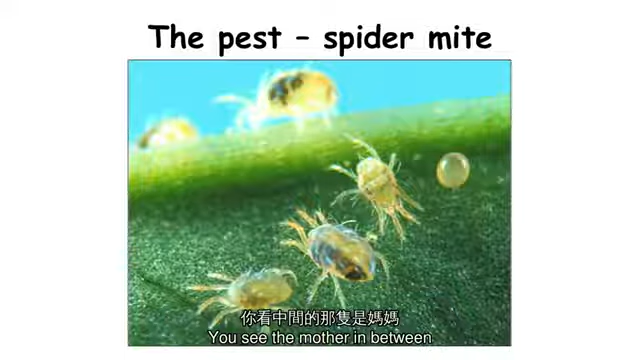 The pest – spider mite
你看中間的那隻是媽媽
You see the mother in between